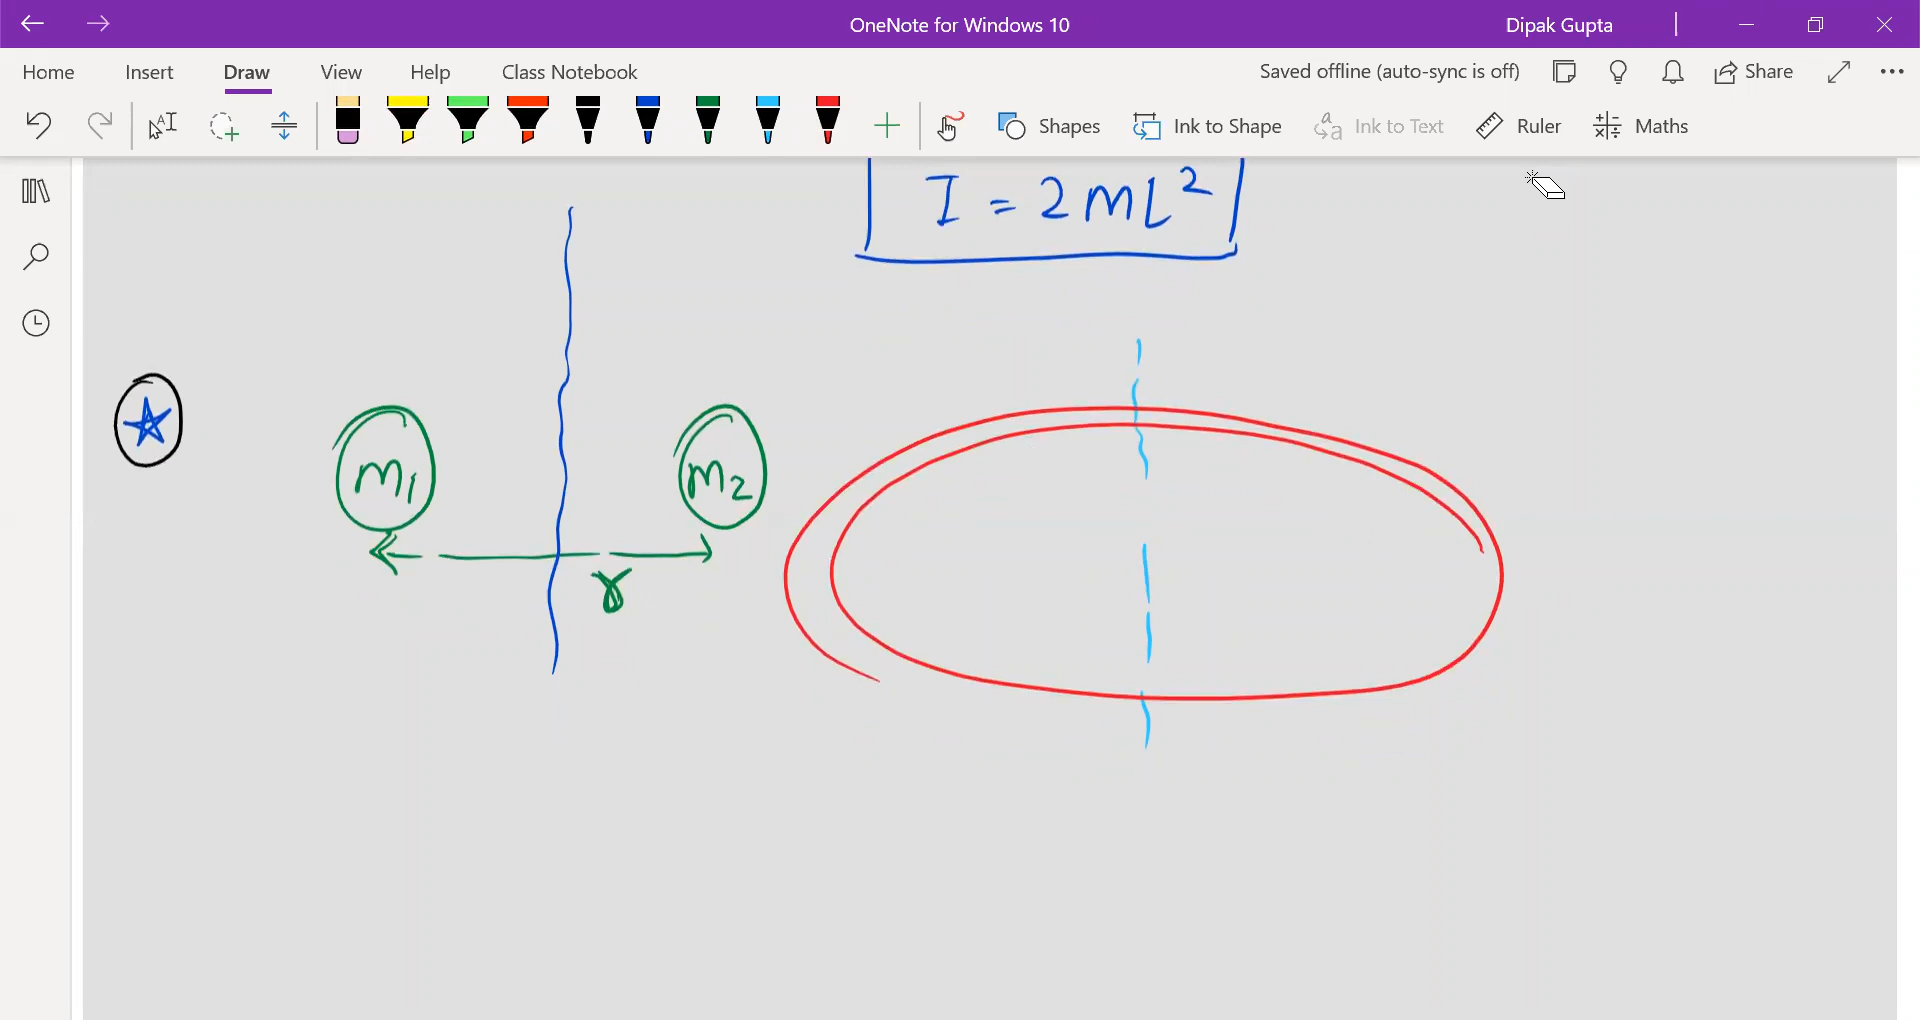 OneNote for Windows 10
Dipak Gupta
Home Insert Draw View Help Class Notebook
Saved offline (auto-sync is off)
Share
Shapes Ink to Shape Ink to Text Ruler Maths
I = 2mL²
m₁ m₂
r